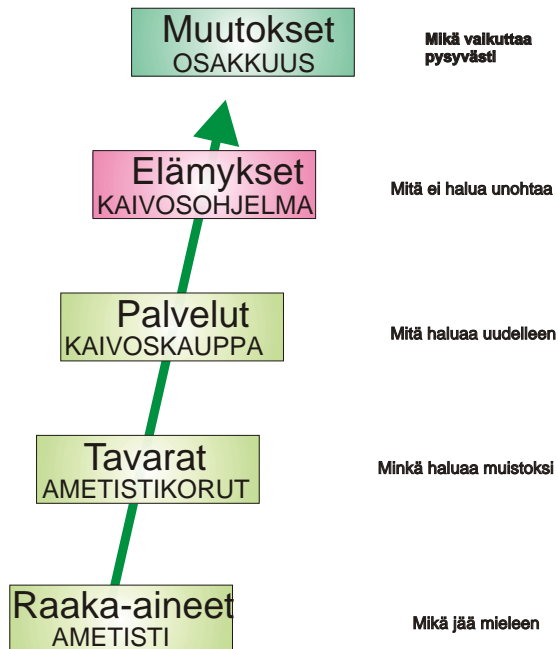 Muutokset
OSAKKUUS
Mikä vaikuttaa
pysyvästi
Elämykset
KAIVOSOHJELMA
Mitä ei halua unohtaa
Palvelut
KAIVOSKAUPPA
Mitä haluaa uudelleen
Tavarat
AMETISTIKORUT
Minkä haluaa muistoksi
Raaka-aineet
AMETISTI
Mikä jää mieleen